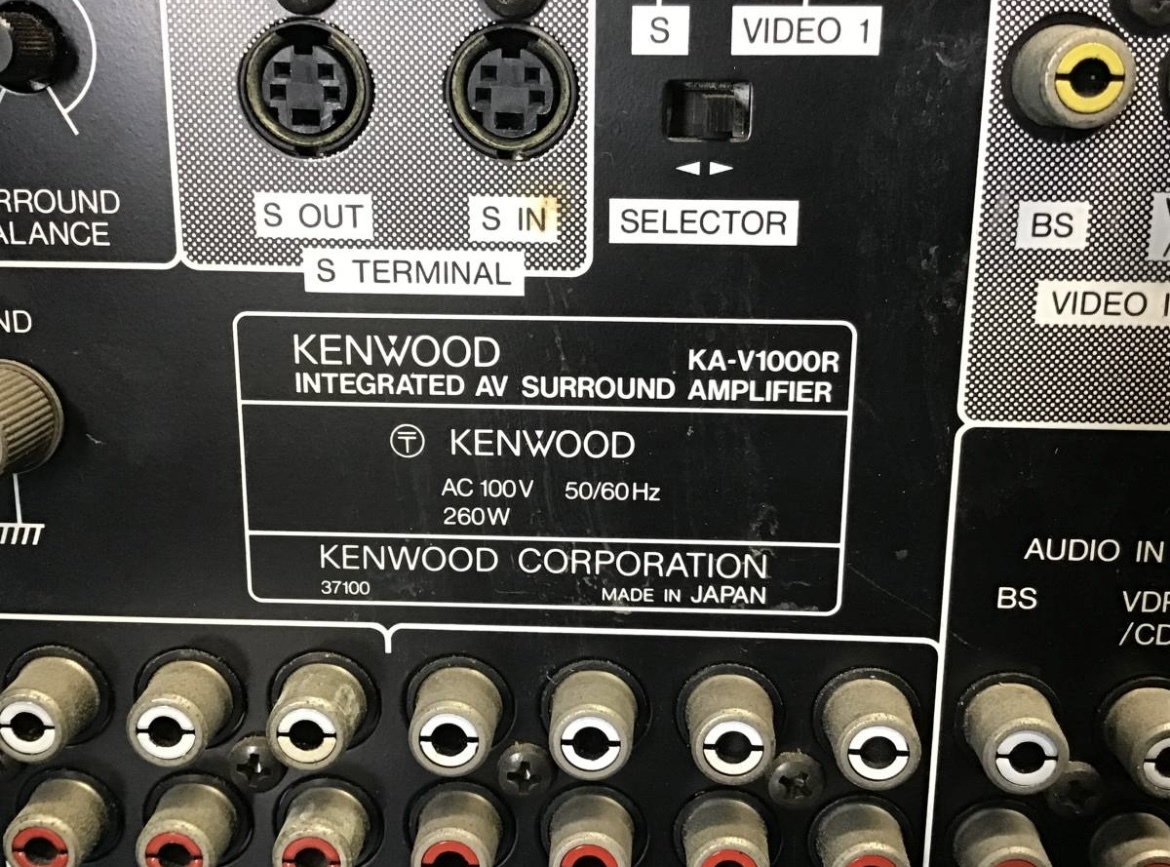 S
VIDEO 1
S OUT
S IN
S TERMINAL
SELECTOR
BS
VIDEO
RROUND
ALANCE
ND
KENWOOD KA-V1000R
INTEGRATED AV SURROUND AMPLIFIER
〒 KENWOOD
AC 100V 50/60Hz
260W
KENWOOD CORPORATION
37100 MADE IN JAPAN
AUDIO IN
BS
VDP
/CD